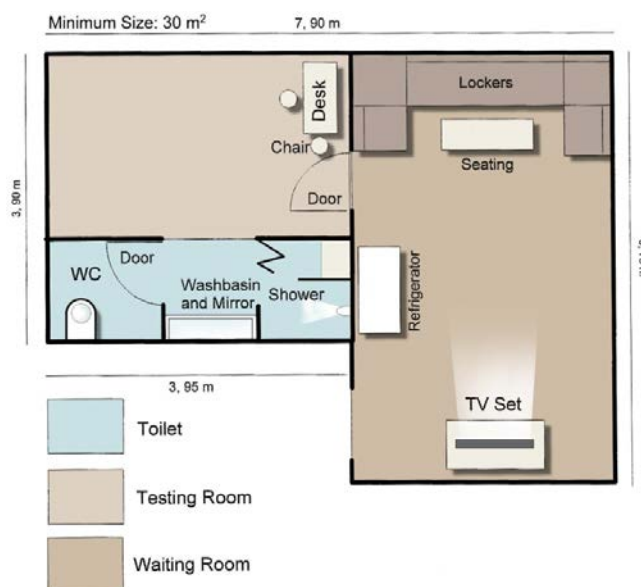 Minimum Size: 30 m²
7, 90 m
Lockers
Desk
Seating
Chair
Door
3, 90 m
WC
Door
Washbasin
and Mirror
Shower
Refrigerator
3, 95 m
TV Set
Toilet
Testing Room
Waiting Room